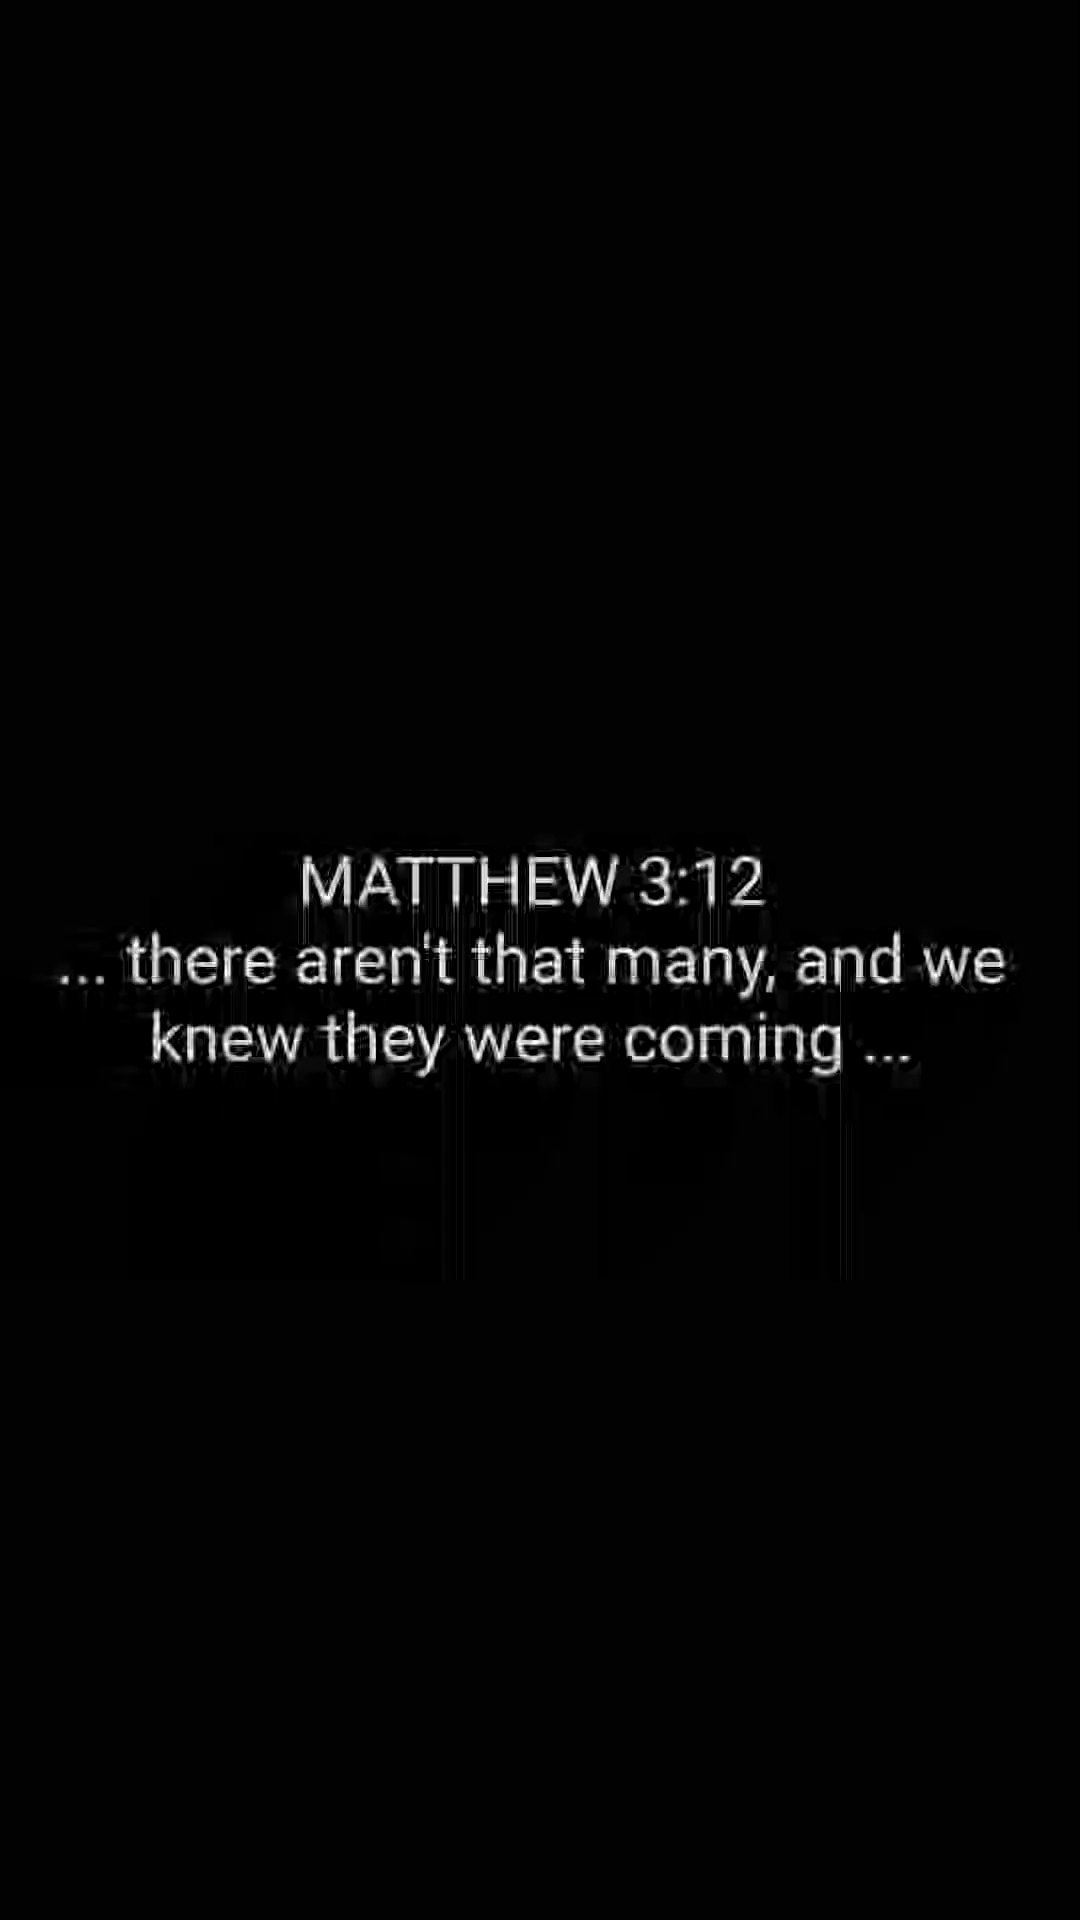 MATTHEW 3:12
... there aren't that many, and we
knew they were coming ...